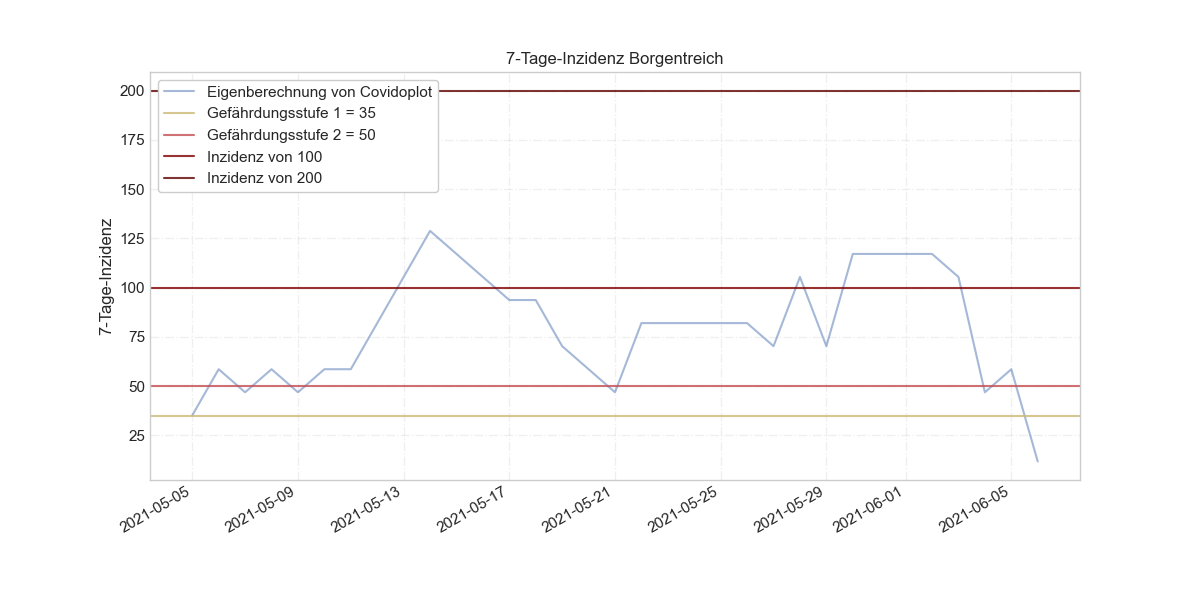 7-Tage-Inzidenz Borgentreich
7-Tage-Inzidenz
200
175
150
125
100
75
50
25
Eigenberechnung von Covidoplot
Gefährdungsstufe 1 = 35
Gefährdungsstufe 2 = 50
Inzidenz von 100
Inzidenz von 200
2021-05-05
2021-05-09
2021-05-13
2021-05-17
2021-05-21
2021-05-25
2021-05-29
2021-06-01
2021-06-05